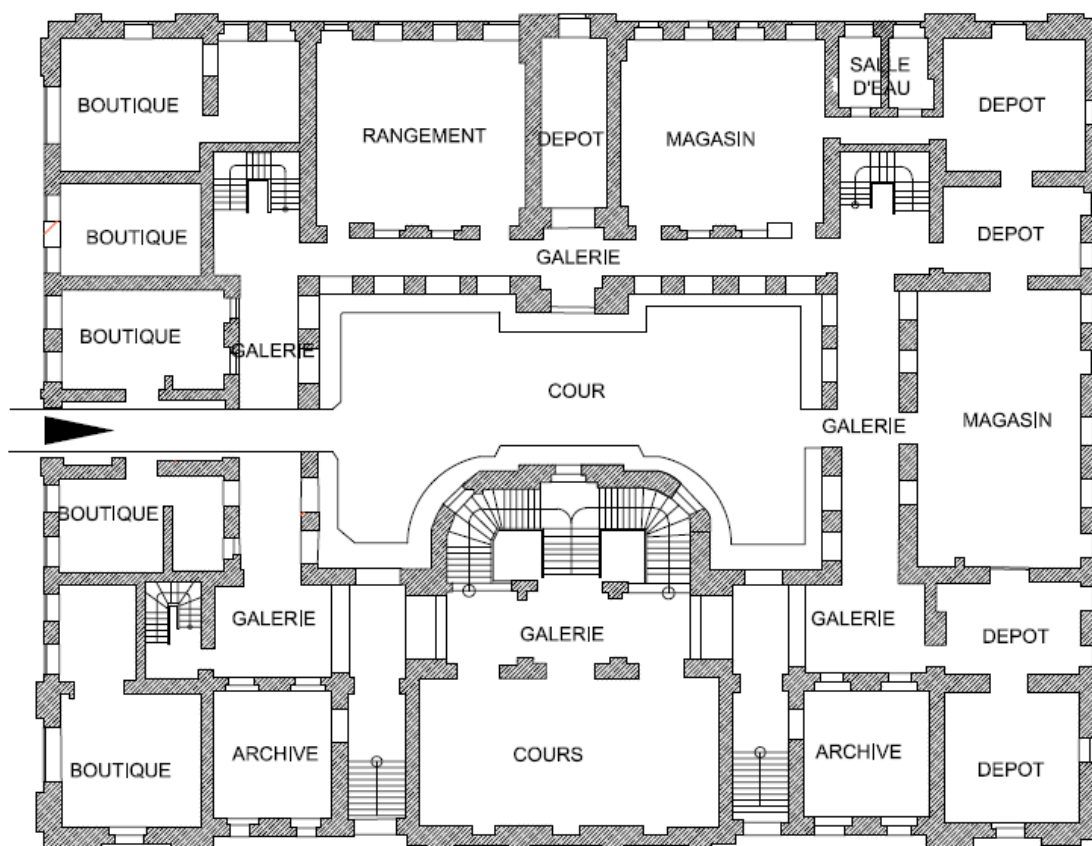 BOUTIQUE
RANGEMENT
DEPOT
MAGASIN
SALLE
D'EAU
DEPOT
BOUTIQUE
GALERIE
DEPOT
BOUTIQUE
GALERIE
COUR
GALERIE
MAGASIN
BOUTIQUE
GALERIE
GALERIE
GALERIE
DEPOT
BOUTIQUE
ARCHIVE
COURS
ARCHIVE
DEPOT